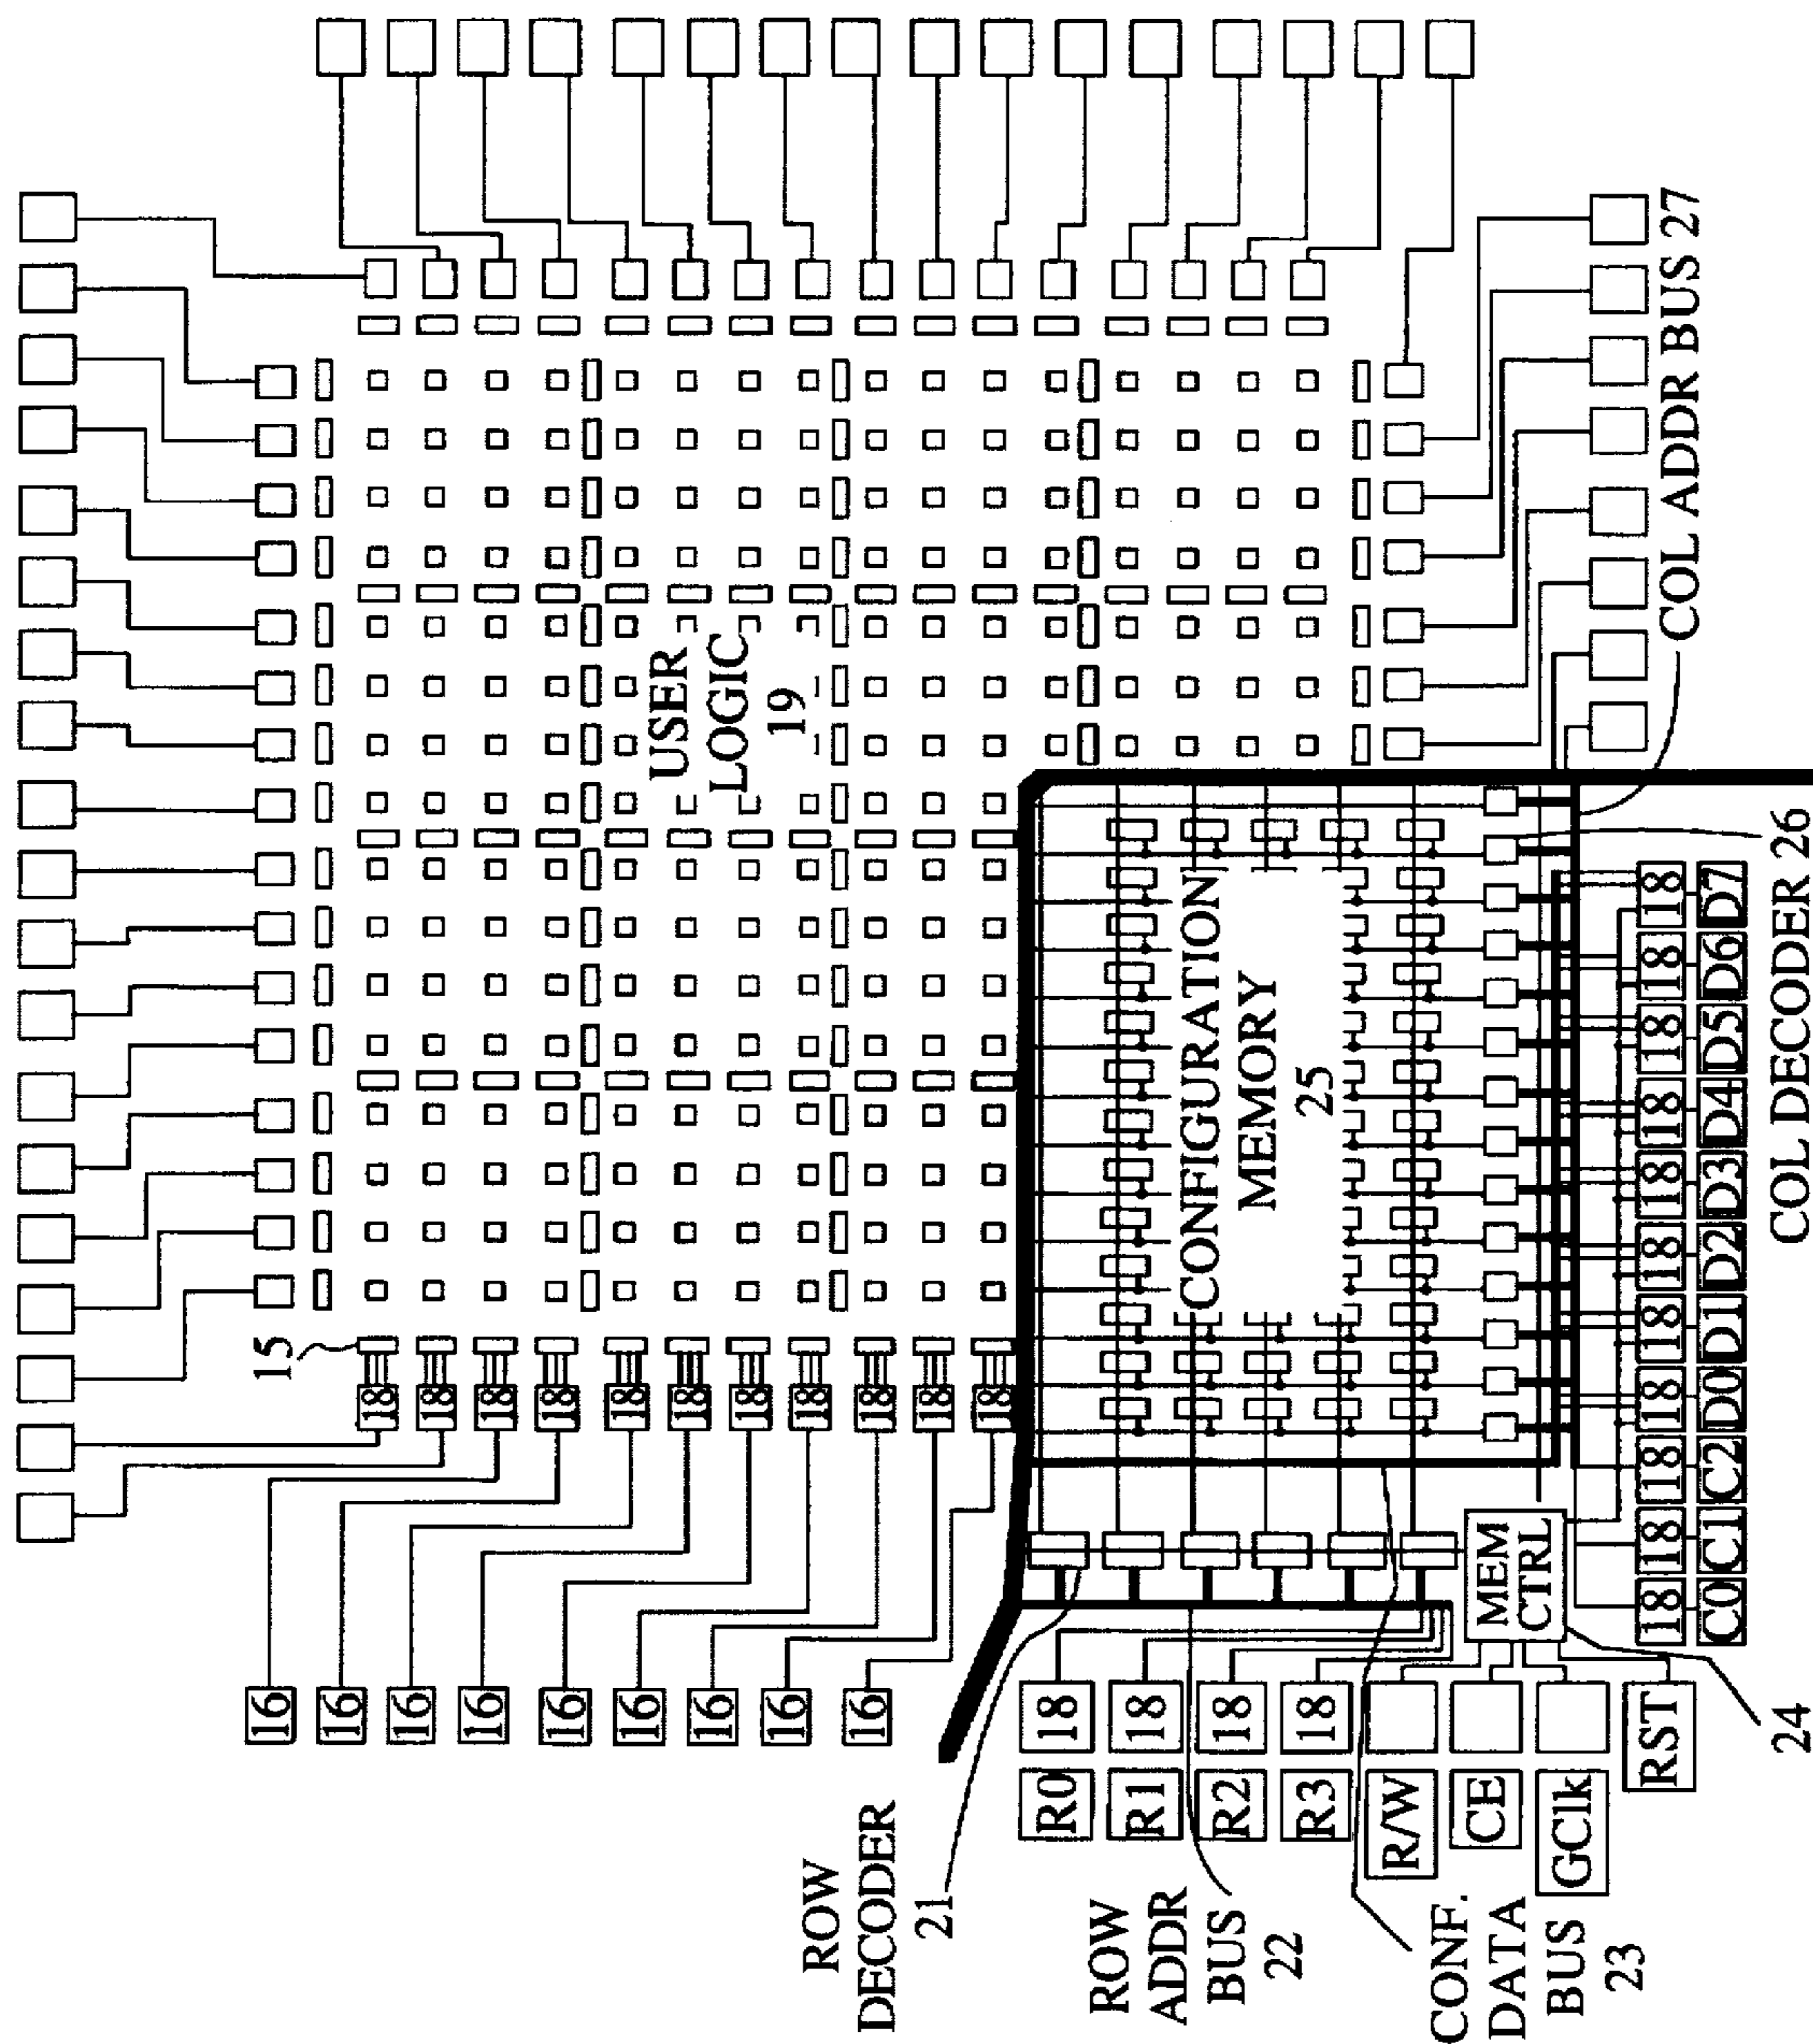 15
16
16
16
16
16
16
16
16
16
18
18
18
18
18
18
18
18
18
18
18
USER
LOGIC
19
ROW
DECODER
21
R0 18
R1 18
R2 18
R3 18
R/W
CE
GClk
RST
ROW
ADDR
BUS
22
CONFIGURATION
MEMORY
25
CONF.
DATA
BUS
23
MEM
CTRL
24
18 18 18 18 18 18 18 18 18 18 18
C0 C1 C2 D0 D1 D2 D3 D4 D5 D6 D7
COL ADDR BUS 27
COL DECODER 26